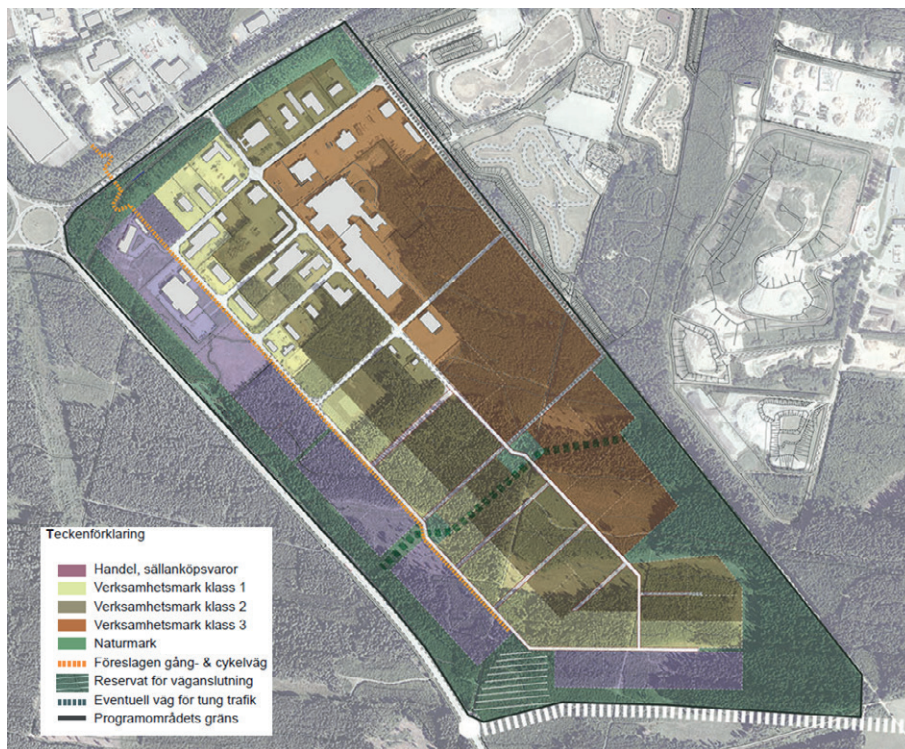 Teckenförklaring
Handel, sällanköpsvaror
Verksamhetsmark klass 1
Verksamhetsmark klass 2
Verksamhetsmark klass 3
Naturmark
Föreslagen gång- & cykelväg
Reservat för väganslutning
Eventuell väg för tung trafik
Programområdets gräns